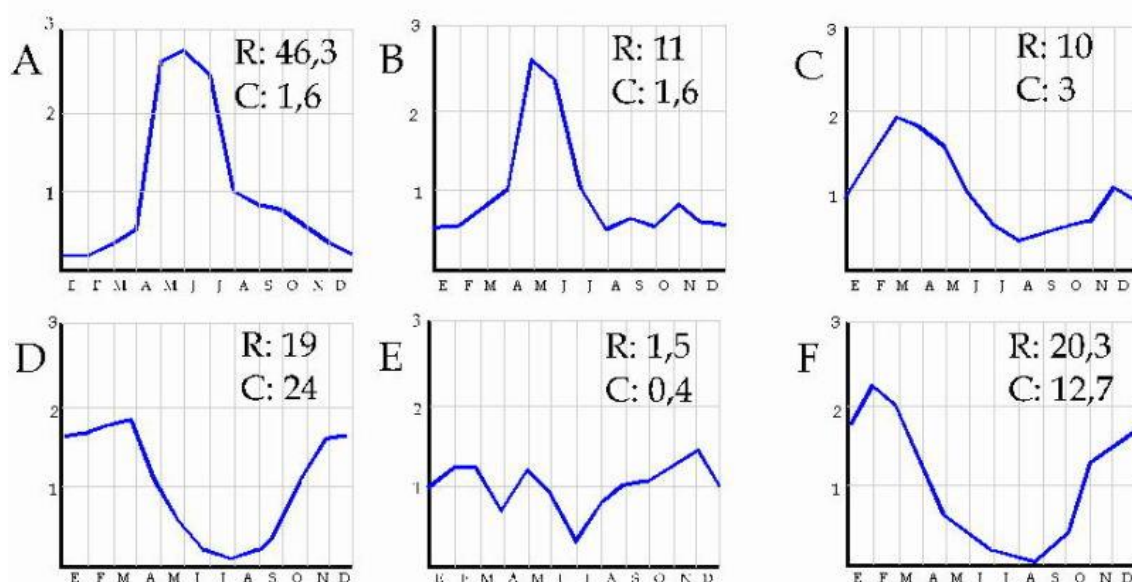 A
R: 46,3
C: 1,6
3
2
1
E F M A M J J A S O N D
B
R: 11
C: 1,6
3
2
1
E F M A M J J A S O N D
C
R: 10
C: 3
3
2
1
E F M A M J J A S O N D
D
R: 19
C: 24
3
2
1
E F M A M J J A S O N D
E
R: 1,5
C: 0,4
3
2
1
E F M A M J J A S O N D
F
R: 20,3
C: 12,7
3
2
1
E F M A M J J A S O N D